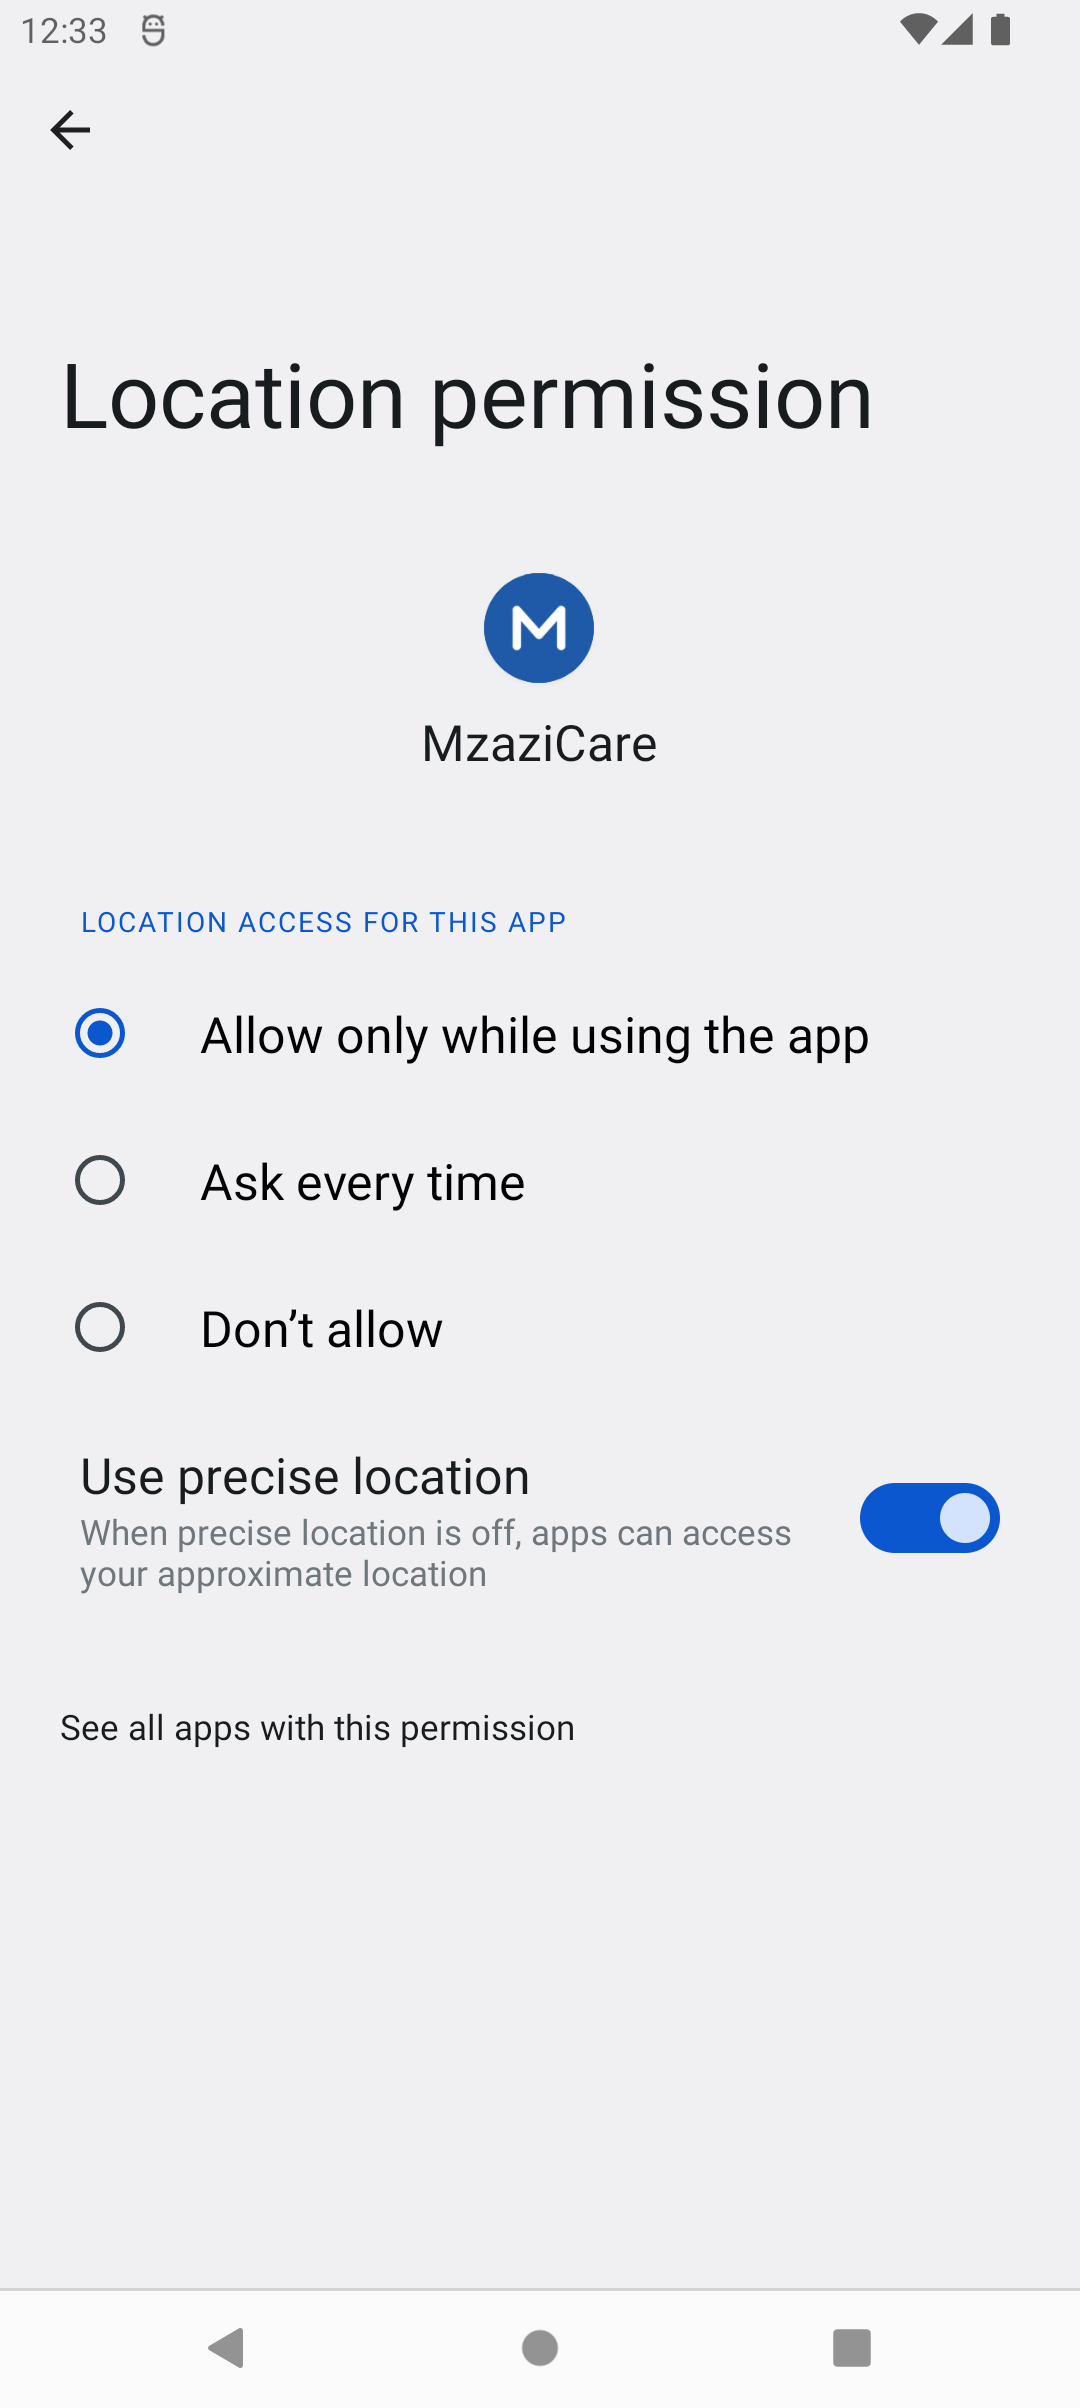 12:33
Location permission
MzaziCare
LOCATION ACCESS FOR THIS APP
Allow only while using the app
Ask every time
Don’t allow
Use precise location
When precise location is off, apps can access
your approximate location
See all apps with this permission